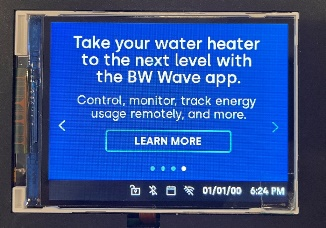 Take your water heater
to the next level with
the BW Wave app.
Control, monitor, track energy
usage remotely, and more.
LEARN MORE
01/01/00 6:24 PM